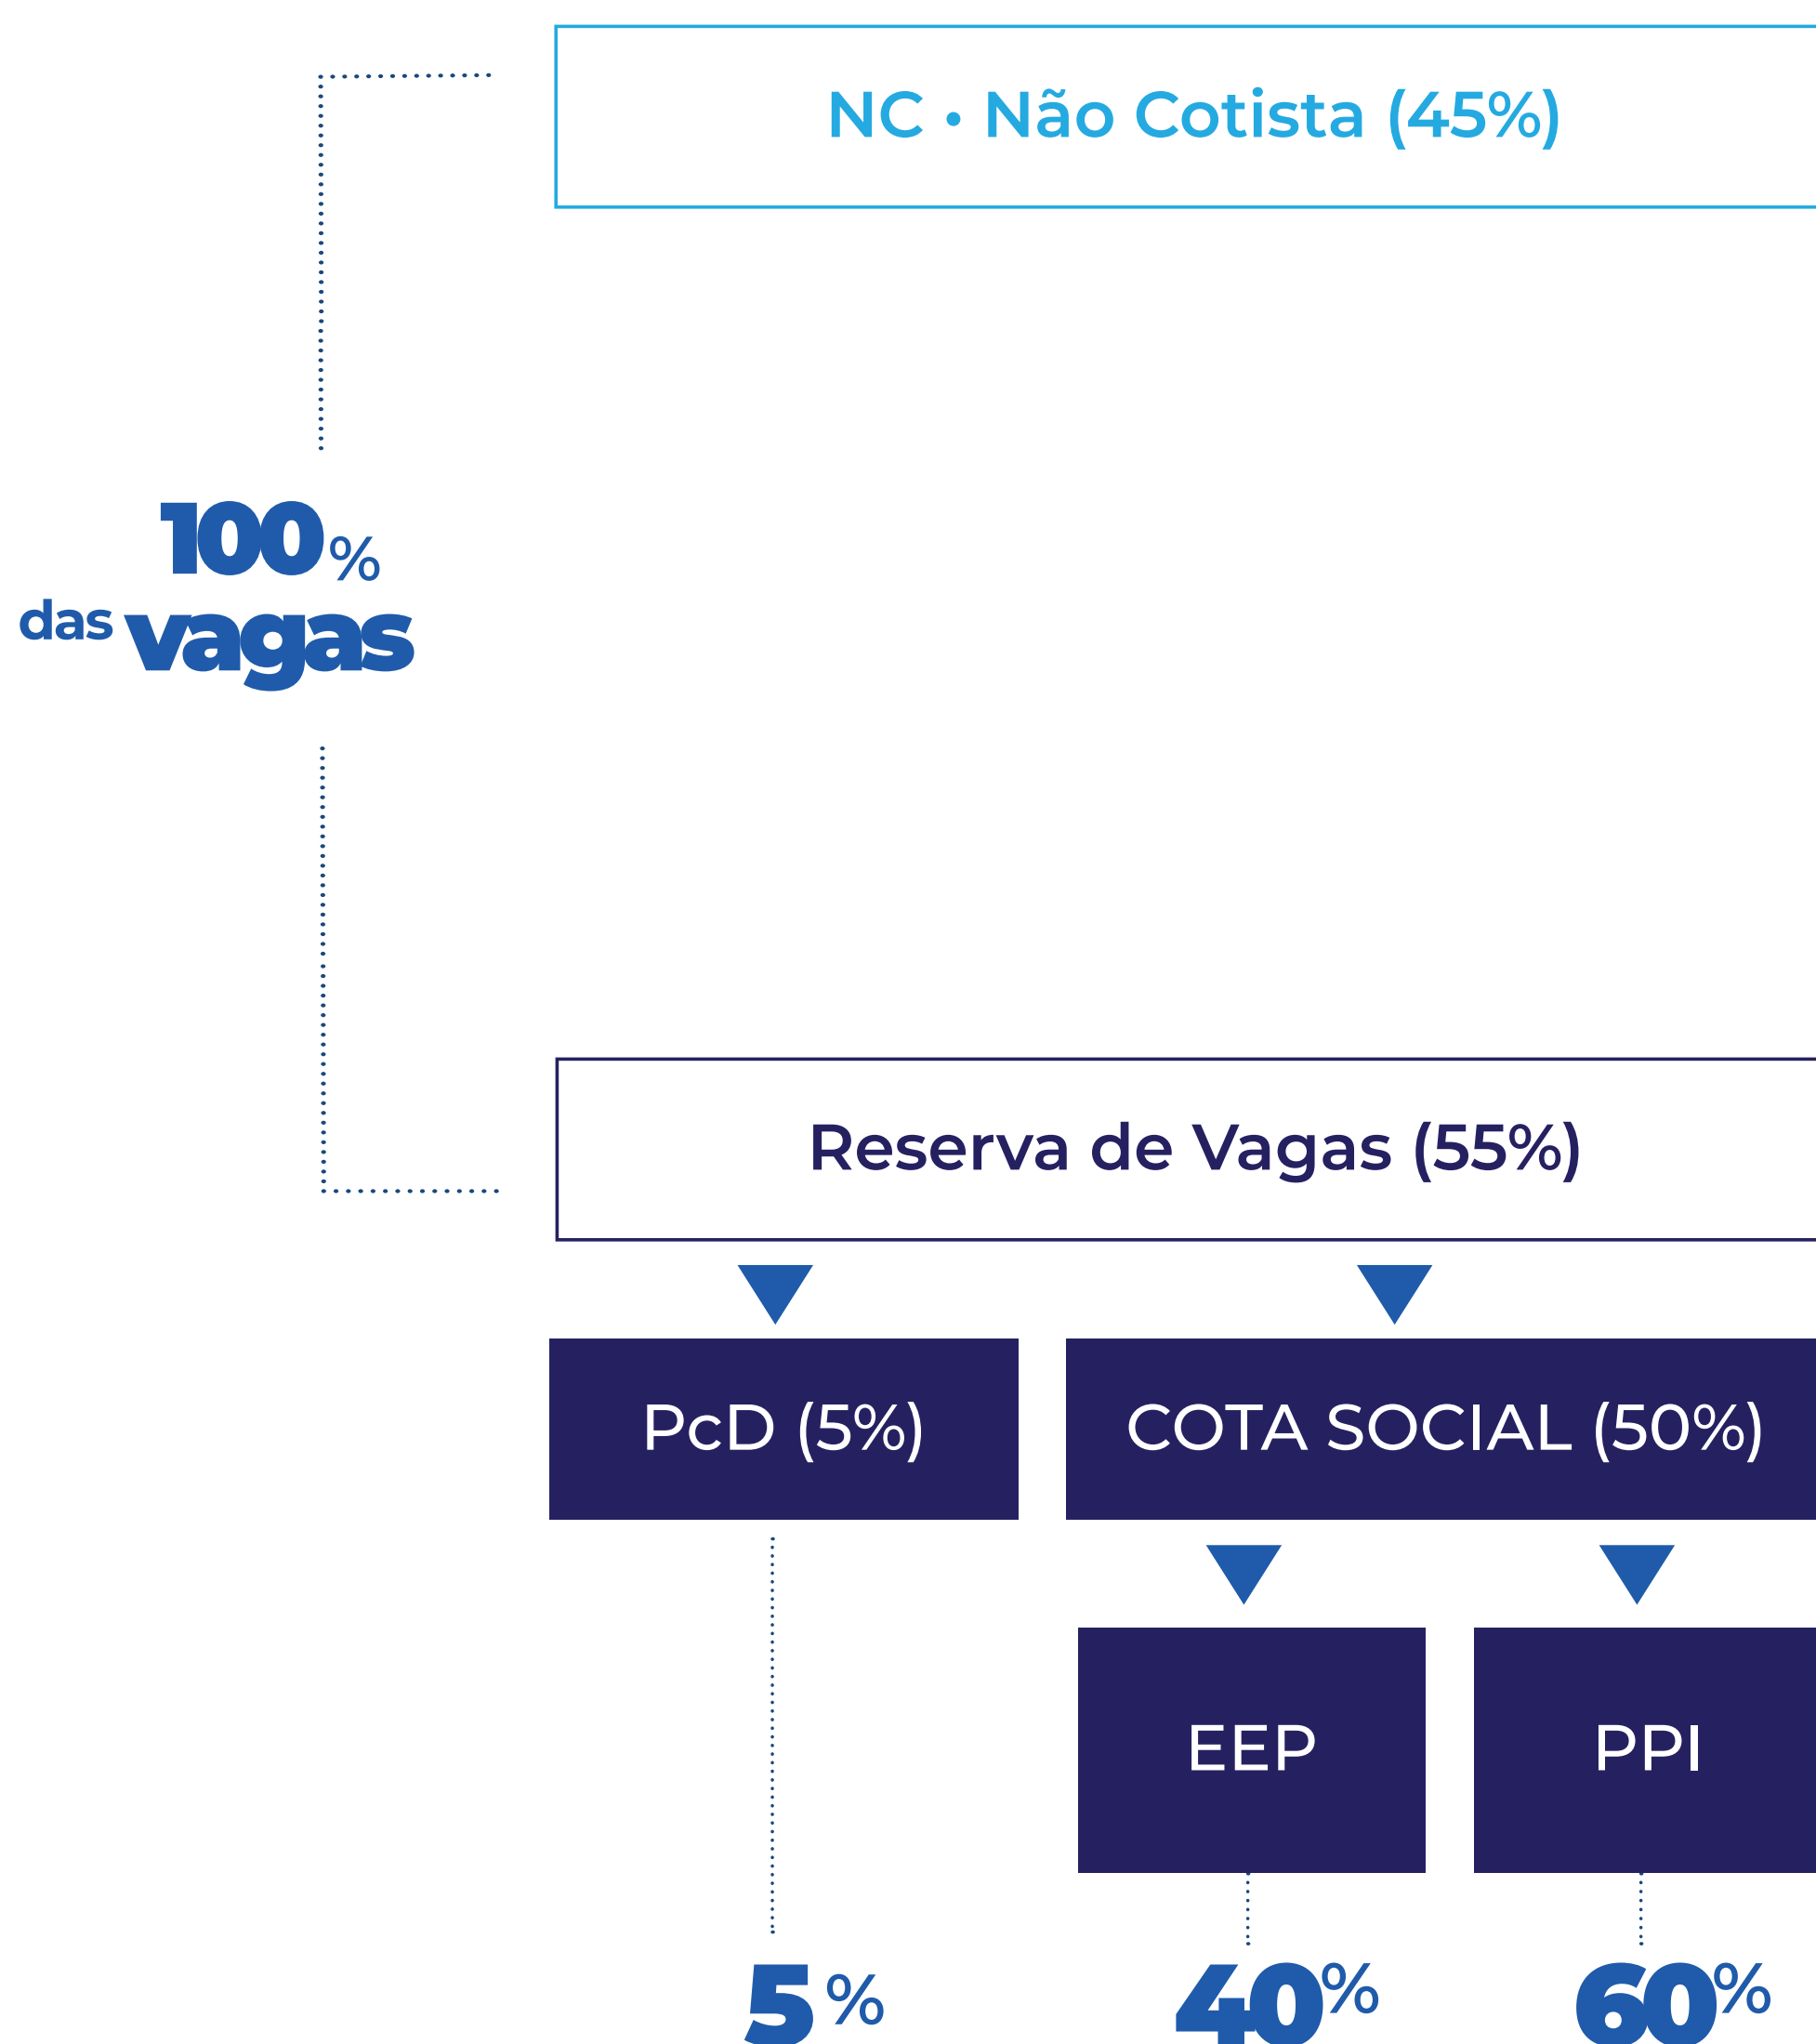 NC • Não Cotista (45%)
100%
das vagas
Reserva de Vagas (55%)
PcD (5%)
COTA SOCIAL (50%)
EEP
PPI
5%
40%
60%